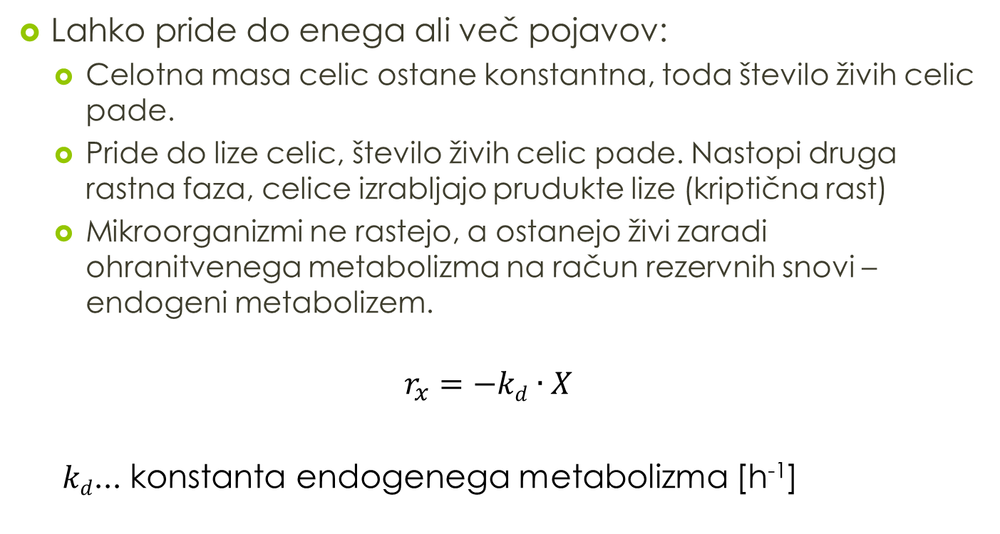 Lahko pride do enega ali več pojavov:
Celotna masa celic ostane konstantna, toda število živih celic
pade.
Pride do lize celic, število živih celic pade. Nastopi druga
rastna faza, celice izrabljajo prudukte lize (kriptična rast)
Mikroorganizmi ne rastejo, a ostanejo živi zaradi
ohranitvenega metabolizma na račun rezervnih snovi –
endogeni metabolizem.
r_x = −k_d · X
k_d... konstanta endogenega metabolizma [h⁻¹]